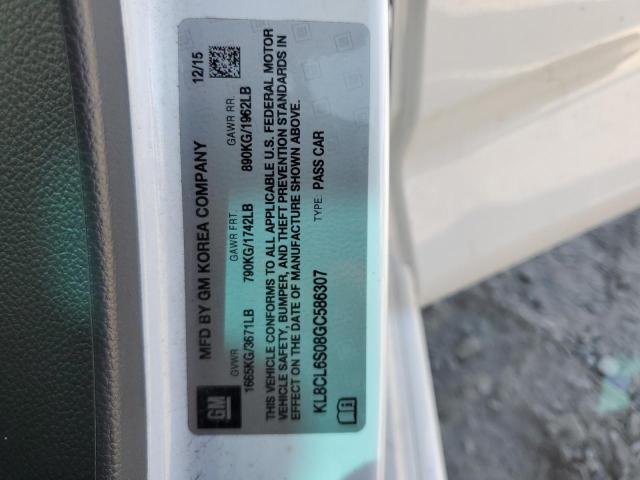 MFD BY GM KOREA COMPANY 12/15
GVWR GAWR FRT GAWR RR
1665KG/3671LB 790KG/1742LB 890KG/1962LB
THIS VEHICLE CONFORMS TO ALL APPLICABLE U.S. FEDERAL MOTOR
VEHICLE SAFETY, BUMPER, AND THEFT PREVENTION STANDARDS IN
EFFECT ON THE DATE OF MANUFACTURE SHOWN ABOVE.
KL8CL6S08GC586307 TYPE: PASS CAR
GM